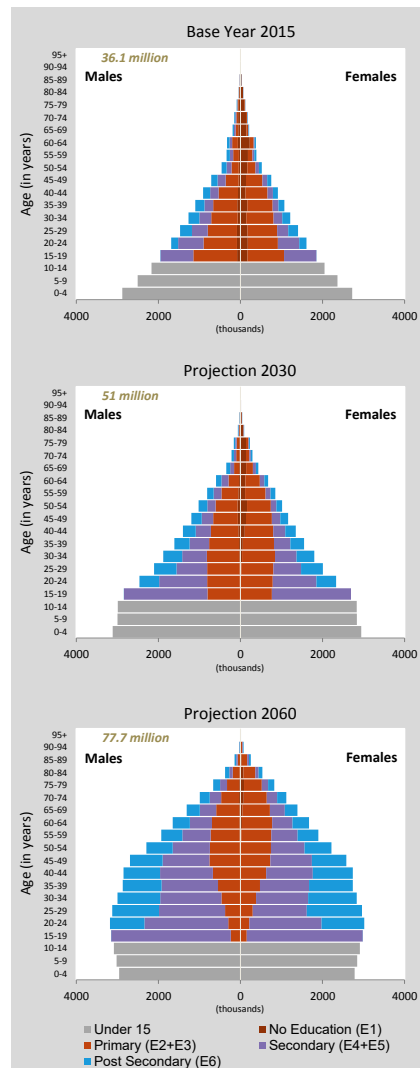 Base Year 2015
36.1 million
Males
Females
Age (in years)
95+
90-94
85-89
80-84
75-79
70-74
65-69
60-64
55-59
50-54
45-49
40-44
35-39
30-34
25-29
20-24
15-19
10-14
5-9
0-4
4000 2000 0 2000 4000
(thousands)
Projection 2030
51 million
Males
Females
Age (in years)
95+
90-94
85-89
80-84
75-79
70-74
65-69
60-64
55-59
50-54
45-49
40-44
35-39
30-34
25-29
20-24
15-19
10-14
5-9
0-4
4000 2000 0 2000 4000
(thousands)
Projection 2060
77.7 million
Males
Females
Age (in years)
95+
90-94
85-89
80-84
75-79
70-74
65-69
60-64
55-59
50-54
45-49
40-44
35-39
30-34
25-29
20-24
15-19
10-14
5-9
0-4
4000 2000 0 2000 4000
(thousands)
Under 15 No Education (E1)
Primary (E2+E3) Secondary (E4+E5)
Post Secondary (E6)